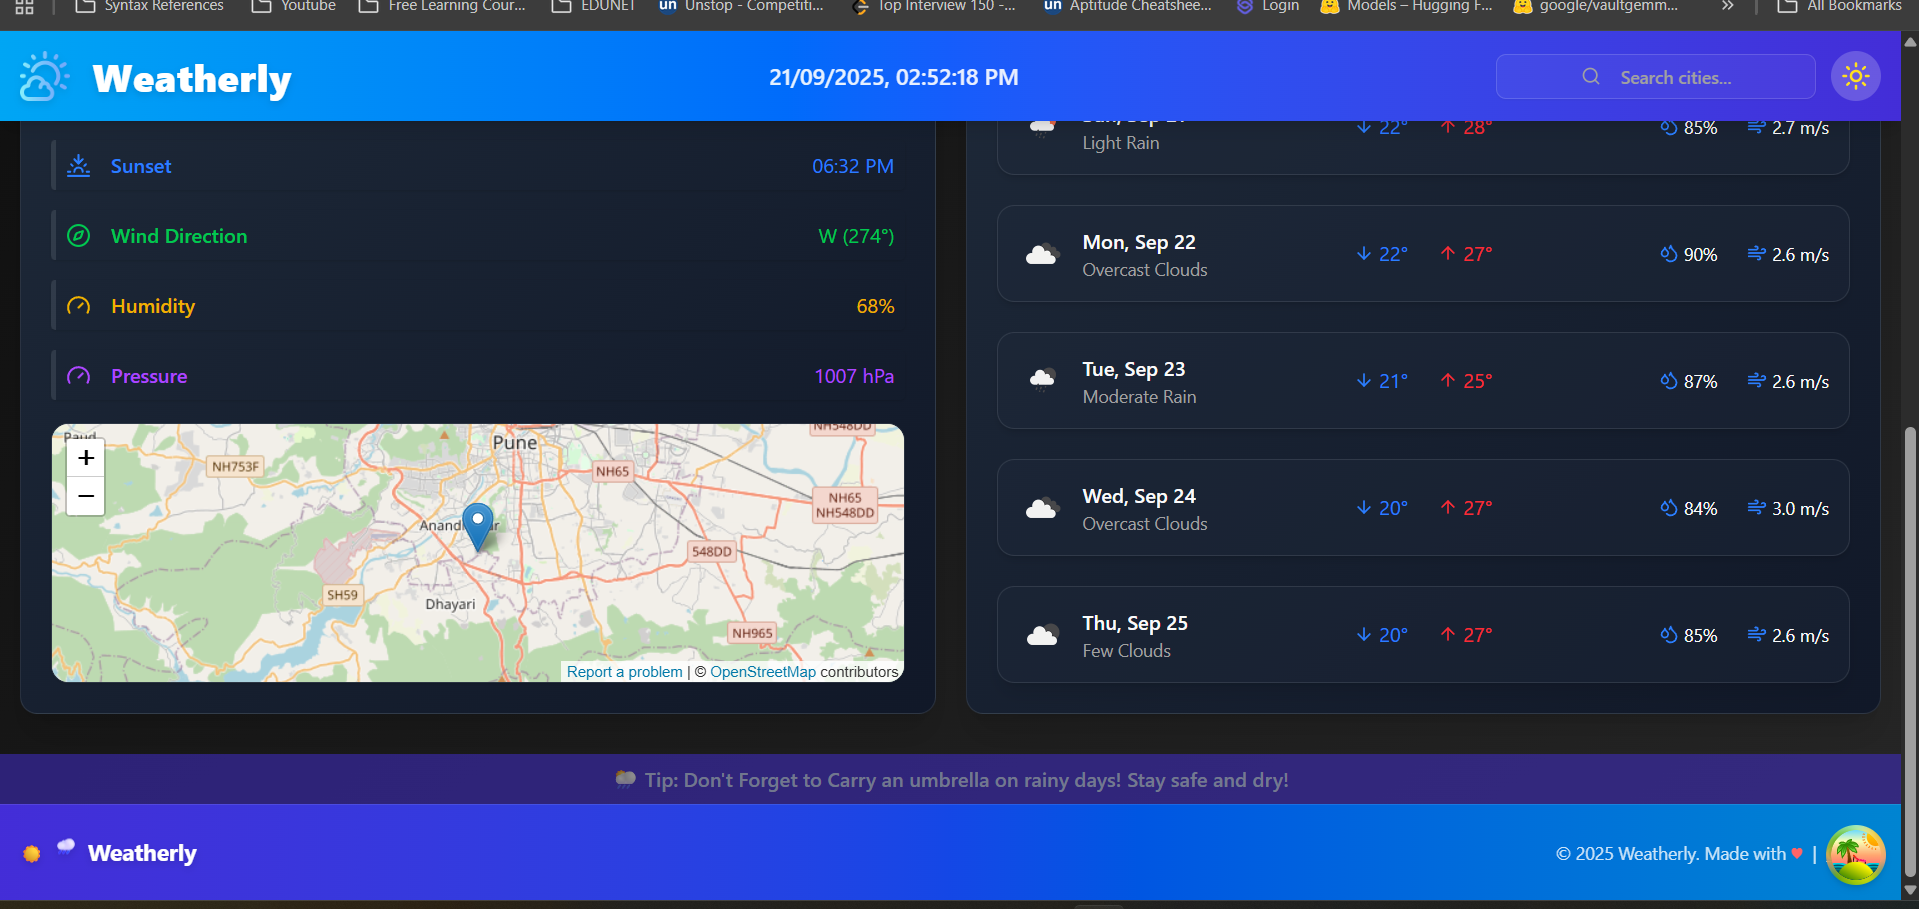 Syntax References
Youtube
Free Learning Cour...
EDUNET
un Unstop - Competiti...
Top Interview 150 -...
un Aptitude Cheatshee...
Login
Models – Hugging F...
google/vaultgemm...
»
All Bookmarks
Weatherly
21/09/2025, 02:52:18 PM
Search cities...
Sunset 06:32 PM
Wind Direction W (274°)
Humidity 68%
Pressure 1007 hPa
+
−
Pune
NH753F
NH65
NH548DD
NH65
NH548DD
548DD
SH59
Dhayari
NH965
Report a problem | © OpenStreetMap contributors
Sun, Sep 21
Light Rain
↓ 22° ↑ 28° 85% 2.7 m/s
Mon, Sep 22
Overcast Clouds
↓ 22° ↑ 27° 90% 2.6 m/s
Tue, Sep 23
Moderate Rain
↓ 21° ↑ 25° 87% 2.6 m/s
Wed, Sep 24
Overcast Clouds
↓ 20° ↑ 27° 84% 3.0 m/s
Thu, Sep 25
Few Clouds
↓ 20° ↑ 27° 85% 2.6 m/s
Tip: Don't Forget to Carry an umbrella on rainy days! Stay safe and dry!
Weatherly
© 2025 Weatherly. Made with ♥ |